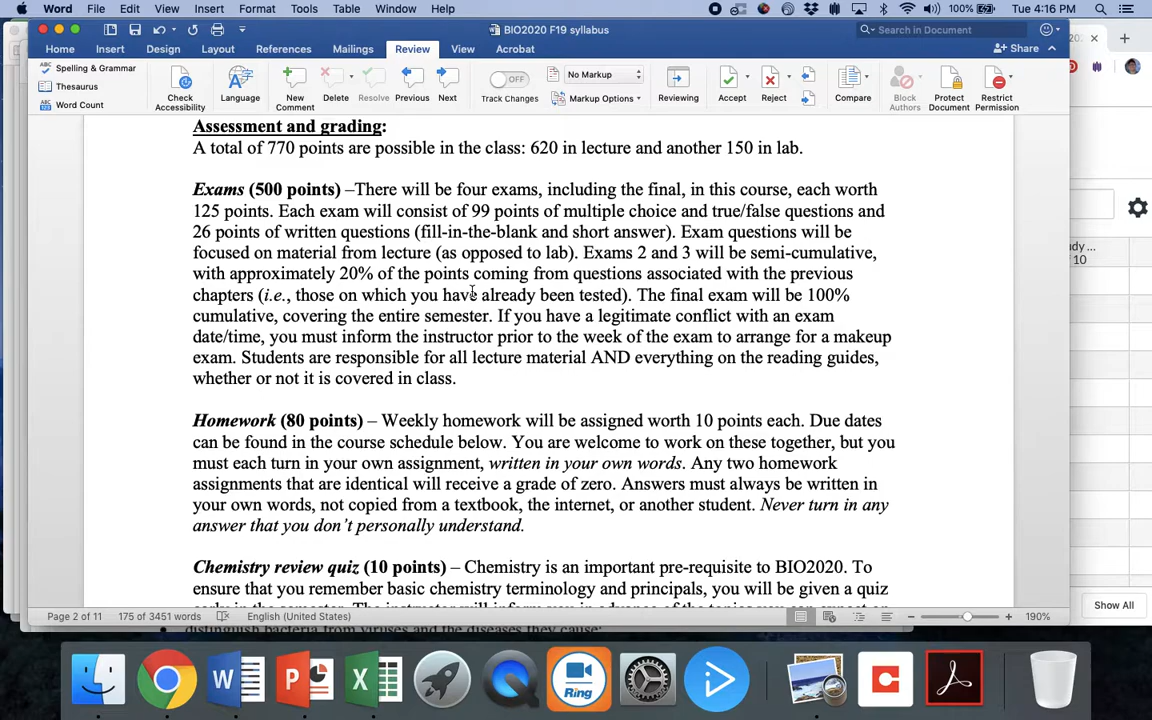 Word File Edit View Insert Format Tools Table Window Help 100% Tue 4:16 PM
BIO2020 F19 syllabus
Search in Document
Home Insert Design Layout References Mailings Review View Acrobat
Share
Spelling & Grammar
Thesaurus
Word Count
Check Accessibility
Language
New Comment
Delete
Resolve
Previous
Next
OFF
Track Changes
No Markup
Markup Options
Reviewing
Accept
Reject
Compare
Block Authors
Protect Document
Restrict Permission
Assessment and grading:
A total of 770 points are possible in the class: 620 in lecture and another 150 in lab.
Exams (500 points) –There will be four exams, including the final, in this course, each worth
125 points. Each exam will consist of 99 points of multiple choice and true/false questions and
26 points of written questions (fill-in-the-blank and short answer). Exam questions will be
focused on material from lecture (as opposed to lab). Exams 2 and 3 will be semi-cumulative,
with approximately 20% of the points coming from questions associated with the previous
chapters (i.e., those on which you have already been tested). The final exam will be 100%
cumulative, covering the entire semester. If you have a legitimate conflict with an exam
date/time, you must inform the instructor prior to the week of the exam to arrange for a makeup
exam. Students are responsible for all lecture material AND everything on the reading guides,
whether or not it is covered in class.
Homework (80 points) – Weekly homework will be assigned worth 10 points each. Due dates
can be found in the course schedule below. You are welcome to work on these together, but you
must each turn in your own assignment, written in your own words. Any two homework
assignments that are identical will receive a grade of zero. Answers must always be written in
your own words, not copied from a textbook, the internet, or another student. Never turn in any
answer that you don't personally understand.
Chemistry review quiz (10 points) – Chemistry is an important pre-requisite to BIO2020. To
ensure that you remember basic chemistry terminology and principals, you will be given a quiz
Page 2 of 11 175 of 3451 words English (United States) 190%
distinguish bacteria from viruses and the diseases they cause;
dy ...
10
Show All
Ring